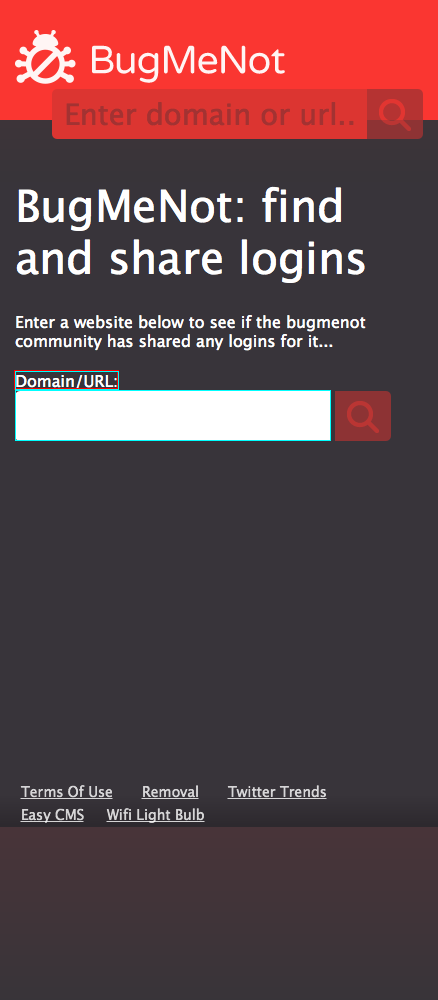 BugMeNot
Enter domain or url..
BugMeNot: find
and share logins
Enter a website below to see if the bugmenot
community has shared any logins for it...
Domain/URL:
Terms Of Use Removal Twitter Trends
Easy CMS Wifi Light Bulb